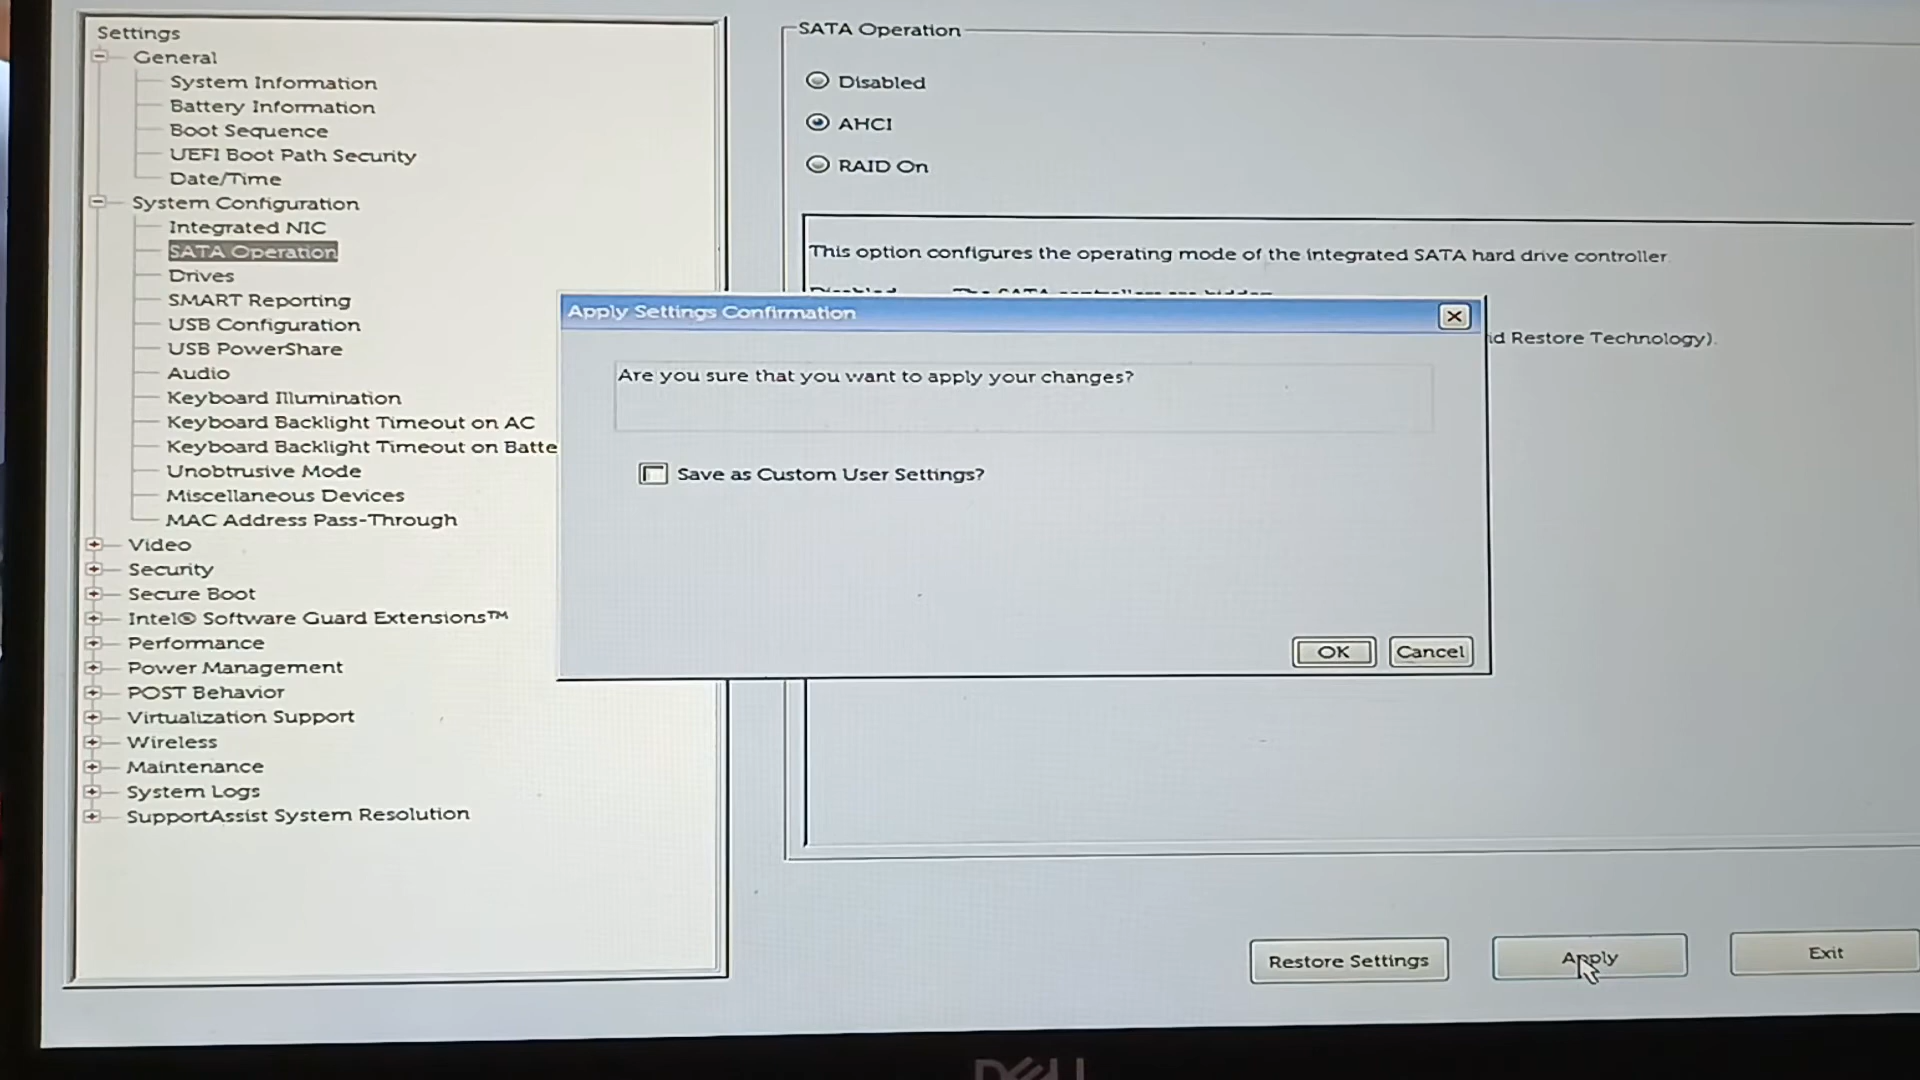 Settings
General
System Information
Battery Information
Boot Sequence
UEFI Boot Path Security
Date/Time
System Configuration
Integrated NIC
SATA Operation
Drives
SMART Reporting
USB Configuration
USB PowerShare
Audio
Keyboard Illumination
Keyboard Backlight Timeout on AC
Keyboard Backlight Timeout on Batte
Unobtrusive Mode
Miscellaneous Devices
MAC Address Pass-Through
Video
Security
Secure Boot
Intel® Software Guard Extensions™
Performance
Power Management
POST Behavior
Virtualization Support
Wireless
Maintenance
System Logs
SupportAssist System Resolution
SATA Operation
Disabled
AHCI
RAID On
This option configures the operating mode of the integrated SATA hard drive controller.
id Restore Technology).
Apply Settings Confirmation
Are you sure that you want to apply your changes?
Save as Custom User Settings?
OK
Cancel
Restore Settings
Apply
Exit
DELL